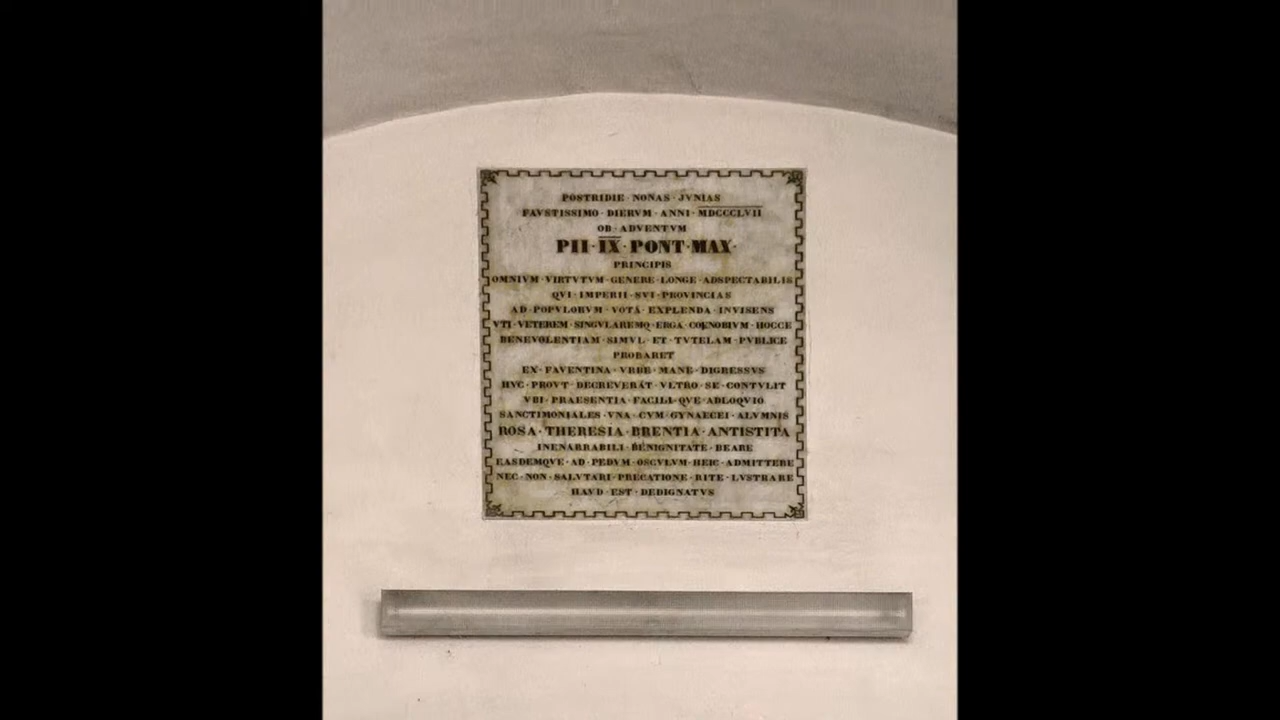 POSTRIDIE · NONAS · JVNIAS
FAVSTISSIMO · DIERVM · ANNI · MDCCCLVII
OB · ADVENTVM
PII · IX · PONT · MAX ·
PRINCIPIS
OMNIVM · VIRTVTVM · GENERE · LONGE · ADSPECTABILIS
QVI · IMPERII · SVI · PROVINCIAS
AD · POPVLORVM · VOTA · EXPLENDA · INVISENS
VTI · VETEREM · SINGVLAREMQ · ERGA · COENOBIVM · HOCCE
BENEVOLENTIAM · SIMVL · ET · TVTELAM · PVBLICE
PROBARET
EX · FAVENTINA · VRBE · MANE · DIGRESSVS
HVC · PROVT · DECREVERAT · VLTRO · SE · CONTVLIT
VBI · PRAESENTIA · FACILI · QVE · ADLOQVIO
SANCTIMONIALES · VNA · CVM · GYNAECEI · ALVMNIS
ROSA · THERESIA · BRENTIA · ANTISTITA
INENARRABILI · BENIGNITATE · BEARE
EASDEMQVE · AD · PEDVM · OSCVLVM · HEIC · ADMITTERE
NEC · NON · SALVTARI · PRECATIONE · RITE · LVSTRARE
HAVD · EST · DEDIGNATVS